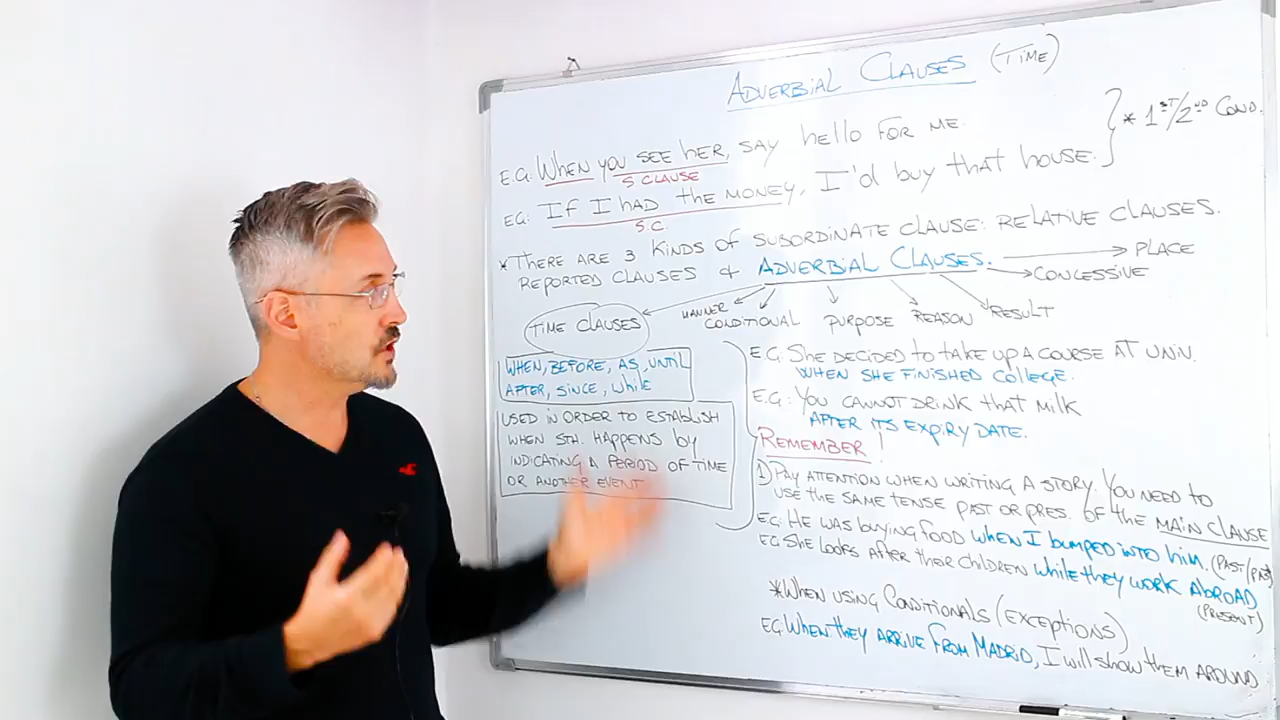 ADVERBIAL CLAUSES (TIME)
E.G. WHEN YOU SEE HER, SAY hello FOR ME.
S CLAUSE
EG: If I HAD the MONEY, I'd buy that house.
S.C.
} * 1ST/2ND COND.
* THERE ARE 3 KINDS of SUBORDINATE CLAUSE: RELATIVE CLAUSES.
REPORTED CLAUSES & ADVERBIAL CLAUSES.
PLACE
CONCESSIVE
TIME CLAUSES
MANNER
CONDITIONAL
PURPOSE
REASON
RESULT
WHEN, BEFORE, AS, UNTIL
AFTER, SINCE, While
USED IN ORDER TO ESTABLISH
WHEN STH. HAPPENS by
INDICATING A PERIOD OF TIME
OR ANOTHER EVENT
E.G. She DECIDED to TAKE UP A COURSE AT UNIV.
WHEN SHE FINISHED COLLEGE.
E.G.: YOU CANNOT DRINK that MILK
AFTER ITS EXPIRY DATE.
REMEMBER!
1) PAY ATTENTION WHEN WRITING A STORY. YOU NEED to
USE THE SAME TENSE PAST or PRES. OF the MAIN CLAUSE
E.G. HE WAS BUYING FOOD WHEN I BUMPED INTO him. (PAST/PAST)
EG. She Looks AFTER their CHILDREN While they WORK ABROAD
(PRESENT)
*WHEN USING CONDITIONALS (EXCEPTIONS)
EG. WHEN they ARRIVE FROM MADRID, I will show them AROUND